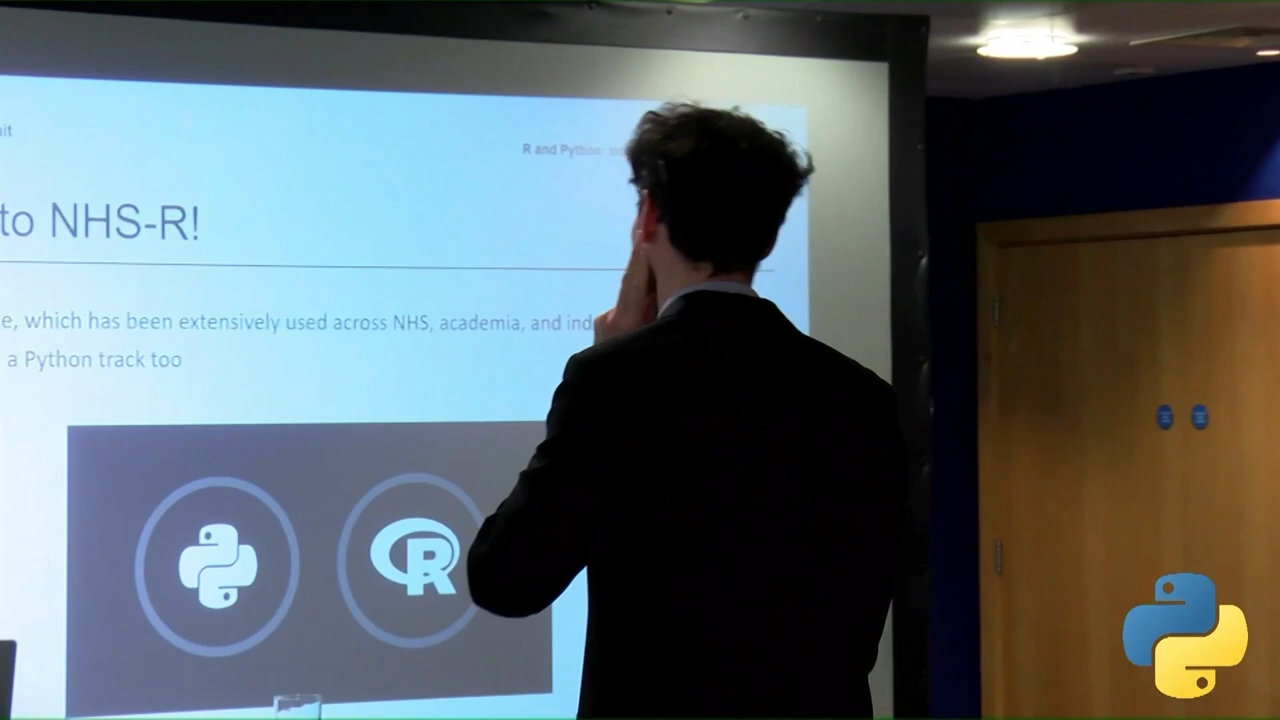 nit
R and Python:
to NHS-R!
e, which has been extensively used across NHS, academia, and ind
a Python track too
R